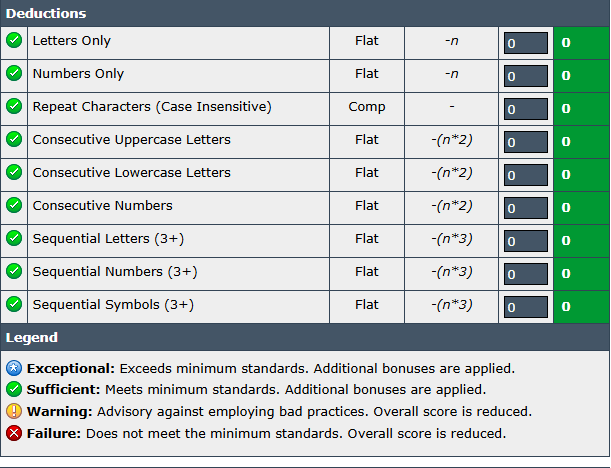 Deductions
Letters Only Flat -n 0 0
Numbers Only Flat -n 0 0
Repeat Characters (Case Insensitive) Comp - 0 0
Consecutive Uppercase Letters Flat -(n*2) 0 0
Consecutive Lowercase Letters Flat -(n*2) 0 0
Consecutive Numbers Flat -(n*2) 0 0
Sequential Letters (3+) Flat -(n*3) 0 0
Sequential Numbers (3+) Flat -(n*3) 0 0
Sequential Symbols (3+) Flat -(n*3) 0 0
Legend
Exceptional: Exceeds minimum standards. Additional bonuses are applied.
Sufficient: Meets minimum standards. Additional bonuses are applied.
Warning: Advisory against employing bad practices. Overall score is reduced.
Failure: Does not meet the minimum standards. Overall score is reduced.